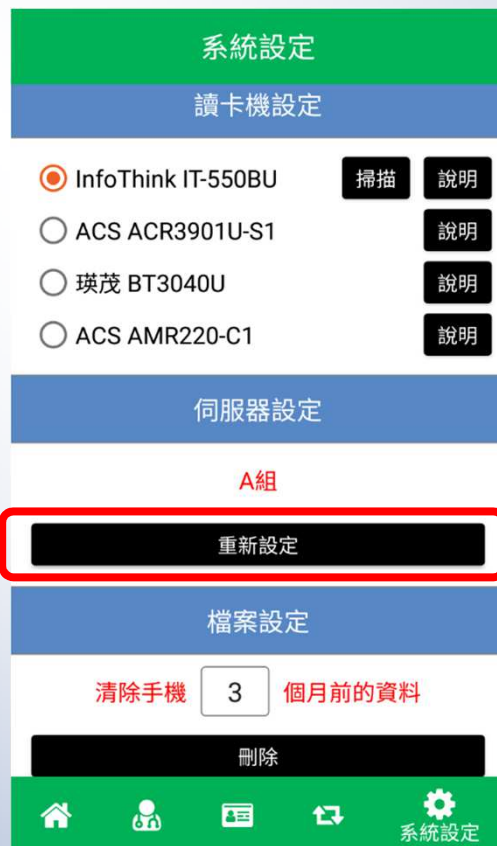 系統設定
讀卡機設定
InfoThink IT-550BU 掃描 說明
ACS ACR3901U-S1 說明
瑛茂 BT3040U 說明
ACS AMR220-C1 說明
伺服器設定
A組
重新設定
檔案設定
清除手機 3 個月前的資料
刪除
系統設定